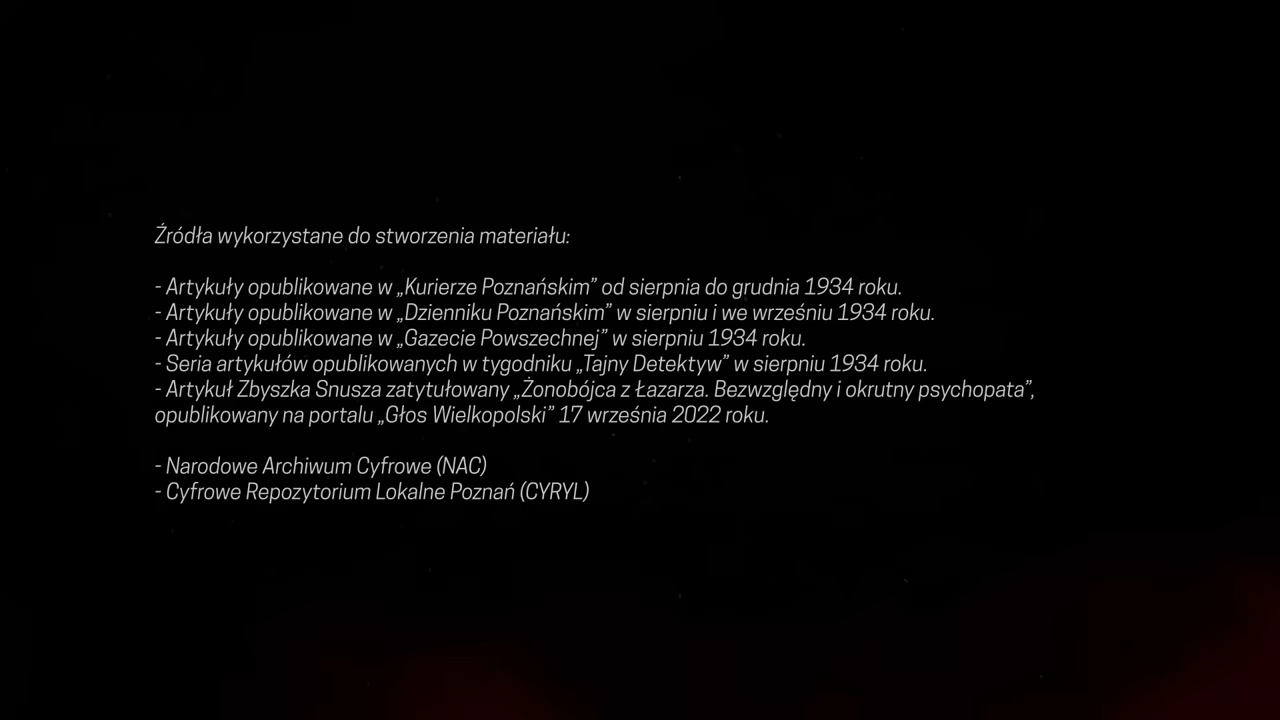 Źródła wykorzystane do stworzenia materiału:
- Artykuły opublikowane w „Kurierze Poznańskim” od sierpnia do grudnia 1934 roku.
- Artykuły opublikowane w „Dzienniku Poznańskim” w sierpniu i we wrześniu 1934 roku.
- Artykuły opublikowane w „Gazecie Powszechnej” w sierpniu 1934 roku.
- Seria artykułów opublikowanych w tygodniku „Tajny Detektyw” w sierpniu 1934 roku.
- Artykuł Zbyszka Snusza zatytułowany „Żonobójca z Łazarza. Bezwzględny i okrutny psychopata”,
opublikowany na portalu „Głos Wielkopolski” 17 września 2022 roku.
- Narodowe Archiwum Cyfrowe (NAC)
- Cyfrowe Repozytorium Lokalne Poznań (CYRYL)